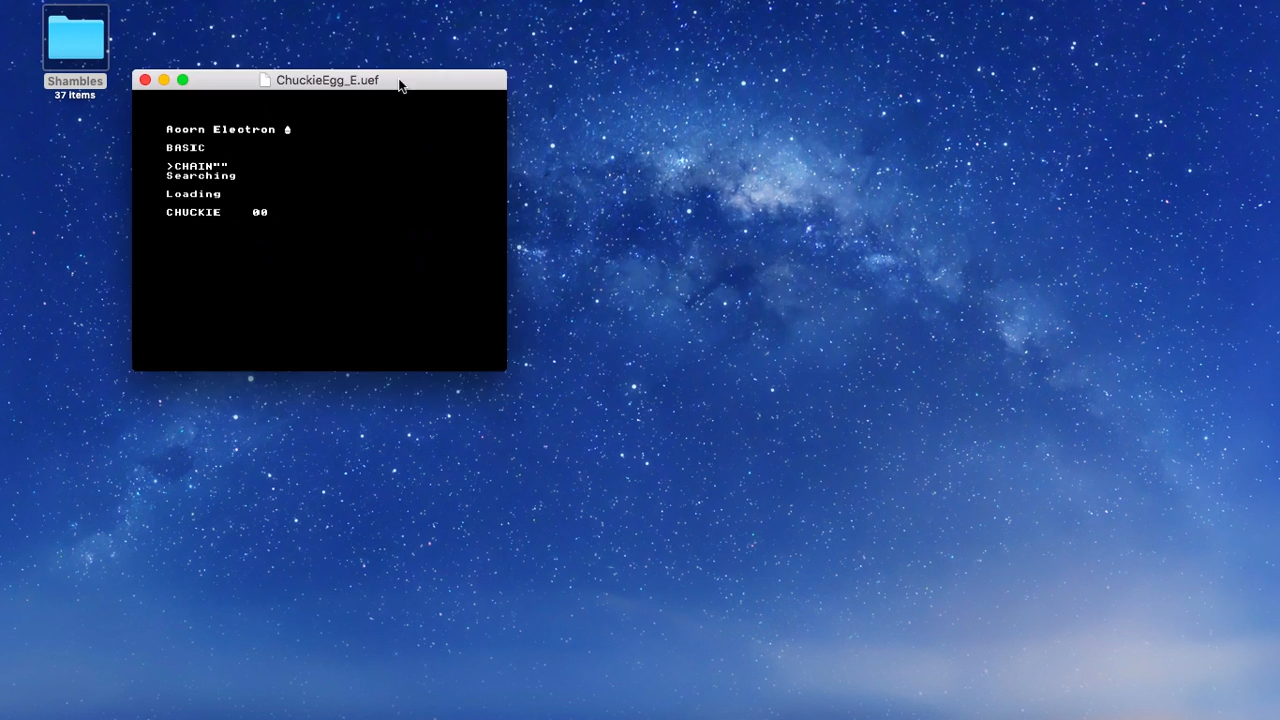 Shambles
37 items
ChuckieEgg_E.uef
Acorn Electron
BASIC
>CHAIN""
Searching
Loading
CHUCKIE 00